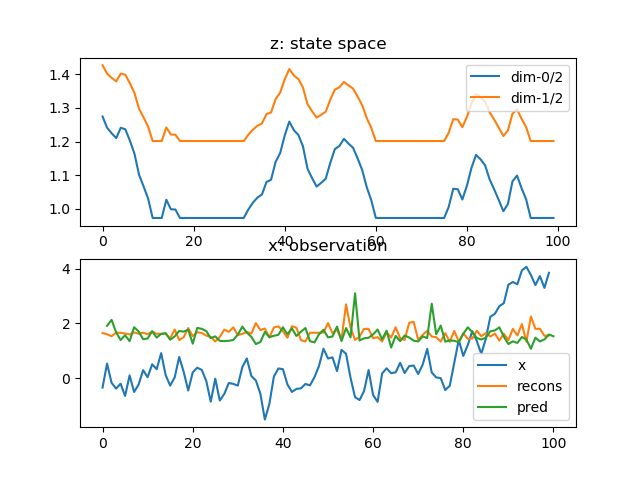 z: state space
1.4
1.3
1.2
1.1
1.0
dim-0/2
dim-1/2
0 20 40 60 80 100
x: observation
4
2
0
x
recons
pred
0 20 40 60 80 100